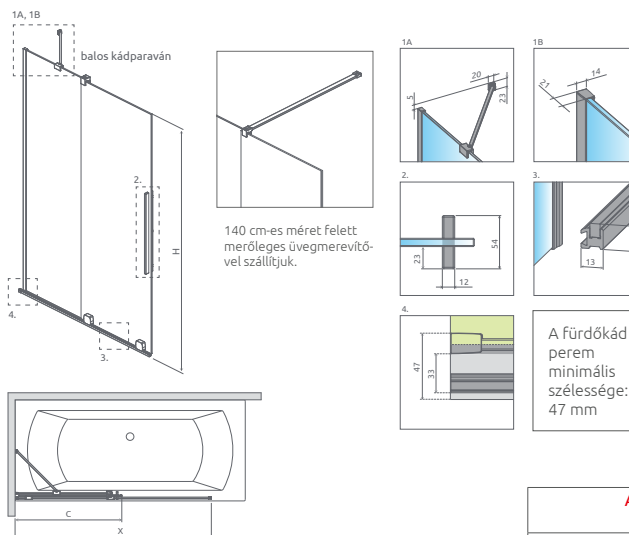 1A, 1B
balos kádparaván
2.
H
4.
3.
140 cm-es méret felett
merőleges üvegmerevítő-
vel szállítjuk.
1A
5
20
23
1B
21
14
2.
23
12
54
3.
13
4.
47
33
A fürdőkád
perem
minimális
szélessége:
47 mm
C
X